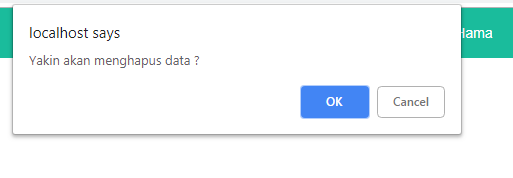 localhost says
Hama
Yakin akan menghapus data ?
OK
Cancel